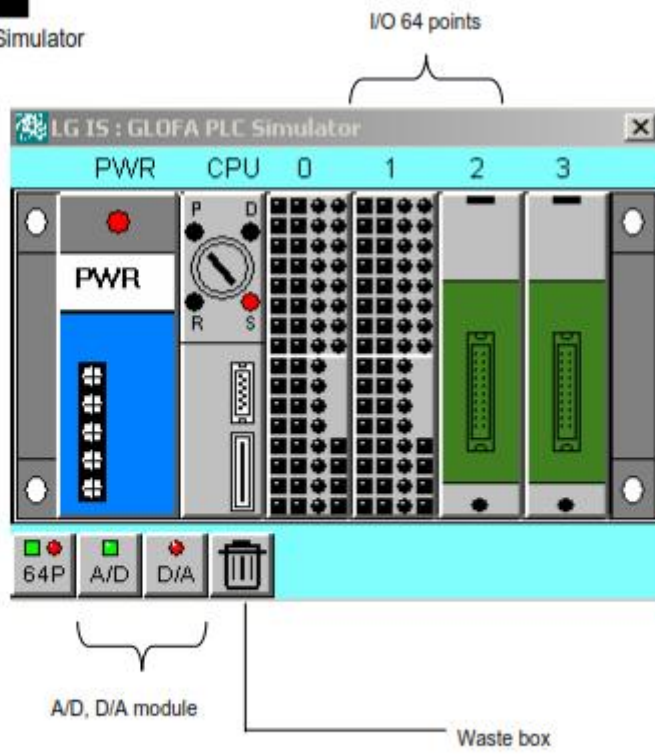 Simulator
I/O 64 points
LG IS : GLOFA PLC Simulator
PWR CPU 0 1 2 3
P D
PWR
R S
64P A/D D/A
A/D, D/A module
Waste box